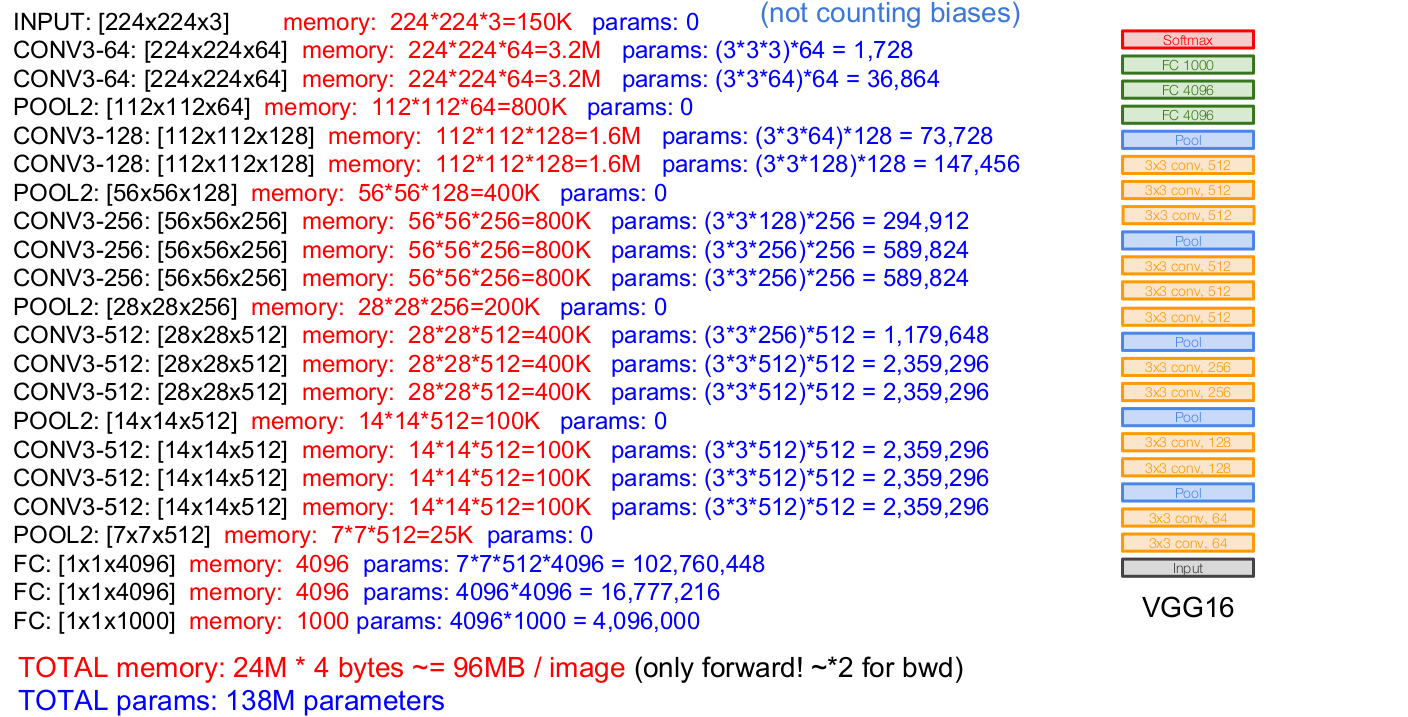 (not counting biases)
INPUT: [224x224x3] memory: 224*224*3=150K params: 0
CONV3-64: [224x224x64] memory: 224*224*64=3.2M params: (3*3*3)*64 = 1,728
CONV3-64: [224x224x64] memory: 224*224*64=3.2M params: (3*3*64)*64 = 36,864
POOL2: [112x112x64] memory: 112*112*64=800K params: 0
CONV3-128: [112x112x128] memory: 112*112*128=1.6M params: (3*3*64)*128 = 73,728
CONV3-128: [112x112x128] memory: 112*112*128=1.6M params: (3*3*128)*128 = 147,456
POOL2: [56x56x128] memory: 56*56*128=400K params: 0
CONV3-256: [56x56x256] memory: 56*56*256=800K params: (3*3*128)*256 = 294,912
CONV3-256: [56x56x256] memory: 56*56*256=800K params: (3*3*256)*256 = 589,824
CONV3-256: [56x56x256] memory: 56*56*256=800K params: (3*3*256)*256 = 589,824
POOL2: [28x28x256] memory: 28*28*256=200K params: 0
CONV3-512: [28x28x512] memory: 28*28*512=400K params: (3*3*256)*512 = 1,179,648
CONV3-512: [28x28x512] memory: 28*28*512=400K params: (3*3*512)*512 = 2,359,296
CONV3-512: [28x28x512] memory: 28*28*512=400K params: (3*3*512)*512 = 2,359,296
POOL2: [14x14x512] memory: 14*14*512=100K params: 0
CONV3-512: [14x14x512] memory: 14*14*512=100K params: (3*3*512)*512 = 2,359,296
CONV3-512: [14x14x512] memory: 14*14*512=100K params: (3*3*512)*512 = 2,359,296
CONV3-512: [14x14x512] memory: 14*14*512=100K params: (3*3*512)*512 = 2,359,296
POOL2: [7x7x512] memory: 7*7*512=25K params: 0
FC: [1x1x4096] memory: 4096 params: 7*7*512*4096 = 102,760,448
FC: [1x1x4096] memory: 4096 params: 4096*4096 = 16,777,216
FC: [1x1x1000] memory: 1000 params: 4096*1000 = 4,096,000
TOTAL memory: 24M * 4 bytes ~= 96MB / image (only forward! ~*2 for bwd)
TOTAL params: 138M parameters
Softmax
FC 1000
FC 4096
FC 4096
Pool
3x3 conv, 512
3x3 conv, 512
3x3 conv, 512
Pool
3x3 conv, 512
3x3 conv, 512
3x3 conv, 512
Pool
3x3 conv, 256
3x3 conv, 256
Pool
3x3 conv, 128
3x3 conv, 128
Pool
3x3 conv, 64
3x3 conv, 64
Input
VGG16